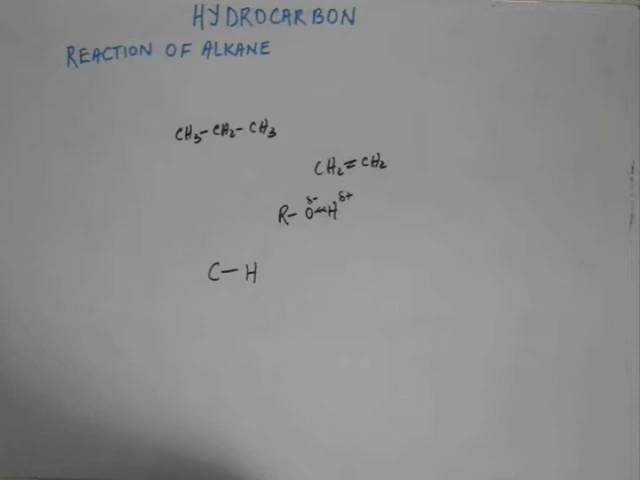 HYDROCARBON
REACTION OF ALKANE
CH₃-CH₂-CH₃
CH₂=CH₂
R-O^δ- H^δ+
C-H